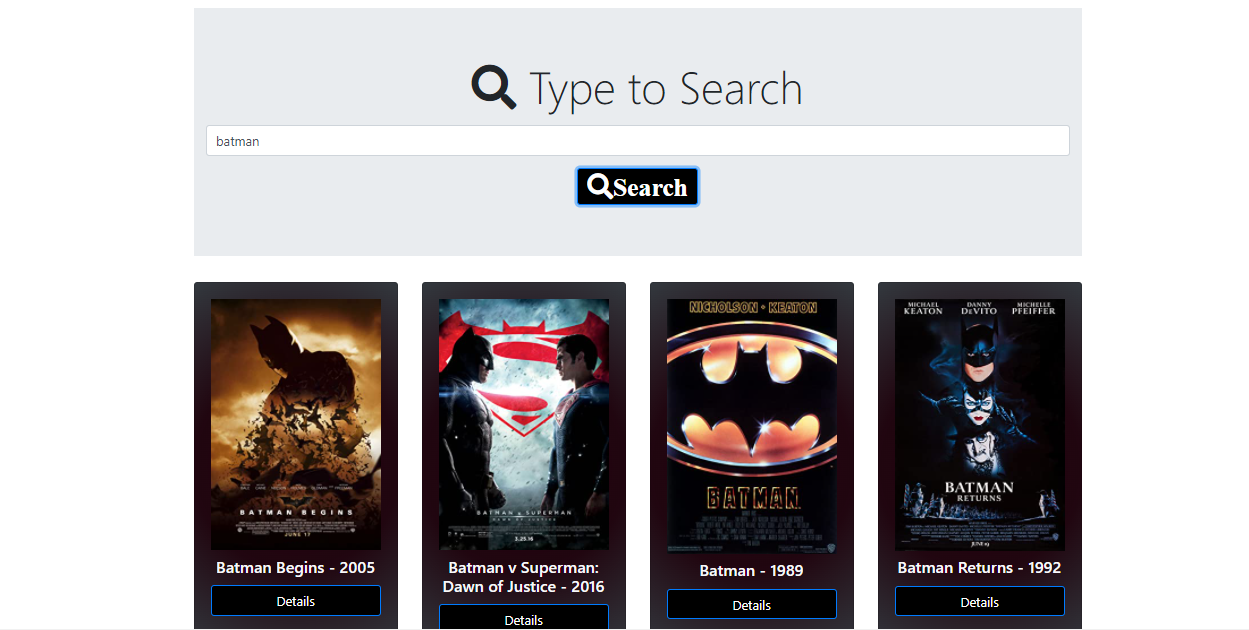 Type to Search
batman
Search
BATMAN BEGINS
JUNE 17
Batman Begins - 2005
Details
BATMAN v SUPERMAN
DAWN OF JUSTICE
3.25.16
Batman v Superman:
Dawn of Justice - 2016
Details
NICHOLSON • KEATON
BATMAN
Batman - 1989
Details
MICHAEL DANNY MICHELLE
KEATON DEVITO PFEIFFER
BATMAN
RETURNS
JUNE 19
Batman Returns - 1992
Details